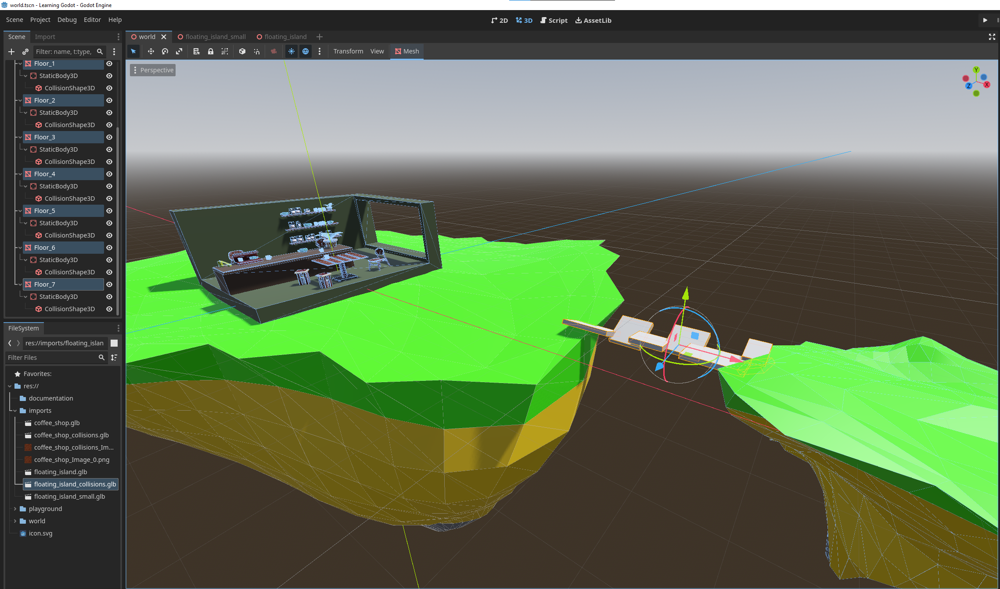 world.tscn - Learning Godot - Godot Engine
Scene Project Debug Editor Help
2D 3D Script AssetLib
Scene Import
world floating_island_small floating_island
Filter: name, t:type,
Transform View Mesh
Perspective
Y
X
Z
Floor_1
StaticBody3D
CollisionShape3D
Floor_2
StaticBody3D
CollisionShape3D
Floor_3
StaticBody3D
CollisionShape3D
Floor_4
StaticBody3D
CollisionShape3D
Floor_5
StaticBody3D
CollisionShape3D
Floor_6
StaticBody3D
CollisionShape3D
Floor_7
StaticBody3D
CollisionShape3D
FileSystem
res://imports/floating_islan
Filter Files
Favorites:
res://
documentation
imports
coffee_shop.glb
coffee_shop_collisions.glb
coffee_shop_collisions_Im...
coffee_shop_Image_0.png
floating_island.glb
floating_island_collisions.glb
floating_island_small.glb
playground
world
icon.svg